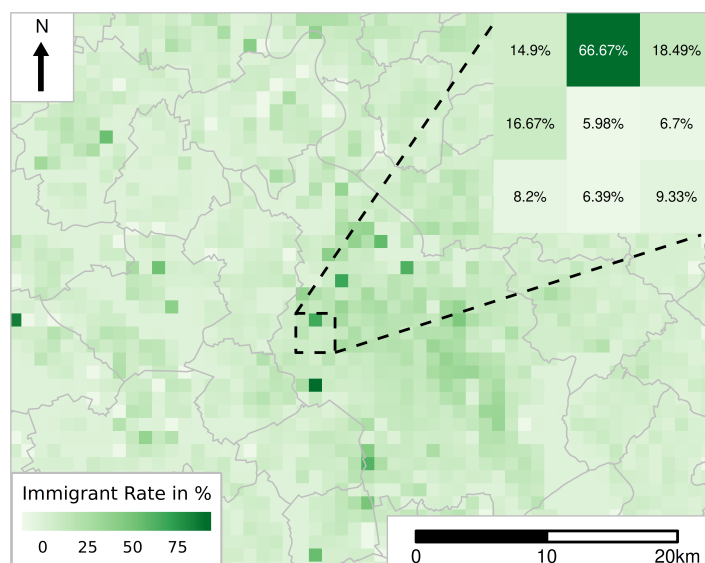 N
14.9% 66.67% 18.49%
16.67% 5.98% 6.7%
8.2% 6.39% 9.33%
Immigrant Rate in %
0 25 50 75
0 10 20km